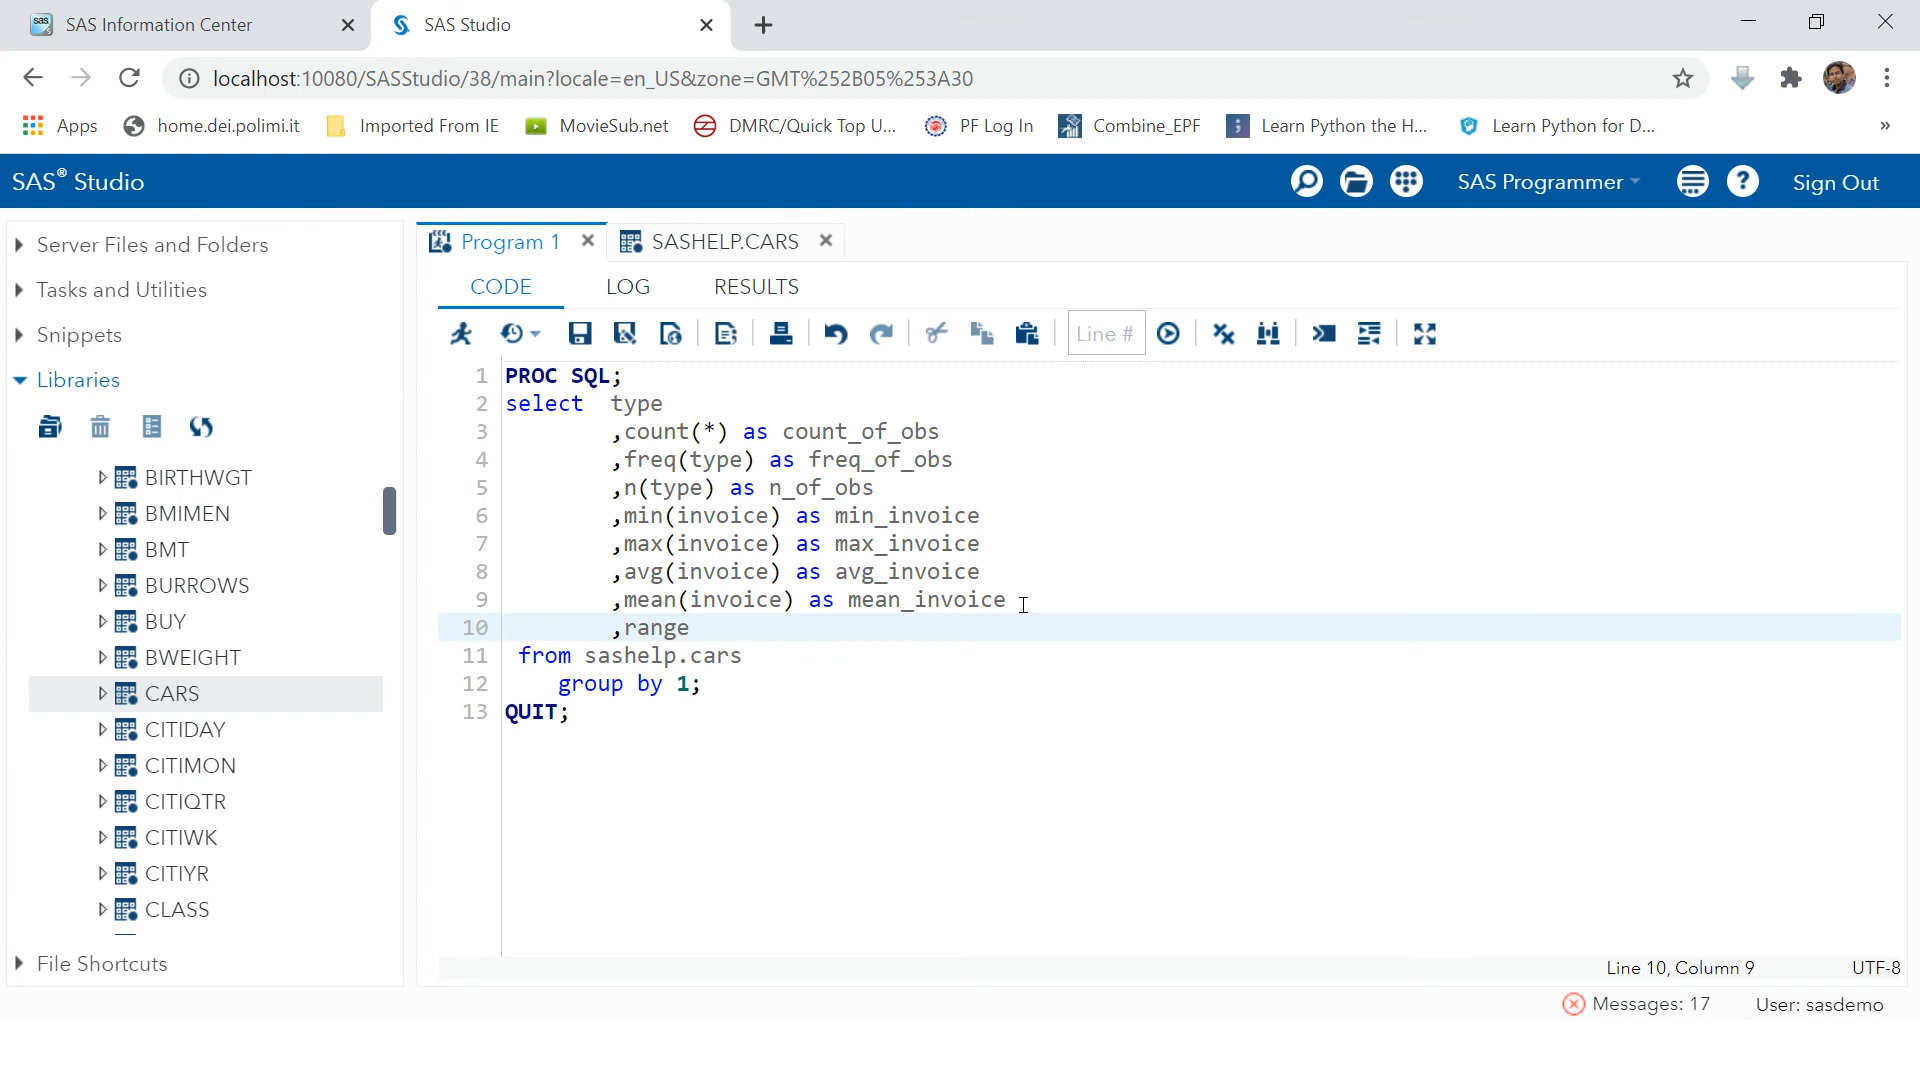 SAS Information Center
SAS Studio
localhost:10080/SASStudio/38/main?locale=en_US&zone=GMT%252B05%253A30
Apps
home.dei.polimi.it
Imported From IE
MovieSub.net
DMRC/Quick Top U...
PF Log In
Combine_EPF
Learn Python the H...
Learn Python for D...
»
SAS® Studio
SAS Programmer
Sign Out
Server Files and Folders
Tasks and Utilities
Snippets
Libraries
BIRTHWGT
BMIMEN
BMT
BURROWS
BUY
BWEIGHT
CARS
CITIDAY
CITIMON
CITIQTR
CITIWK
CITIYR
CLASS
File Shortcuts
Program 1
SASHELP.CARS
CODE
LOG
RESULTS
Line #
1 PROC SQL;
2 select  type
3 ,count(*) as count_of_obs
4 ,freq(type) as freq_of_obs
5 ,n(type) as n_of_obs
6 ,min(invoice) as min_invoice
7 ,max(invoice) as max_invoice
8 ,avg(invoice) as avg_invoice
9 ,mean(invoice) as mean_invoice
10 ,range
11 from sashelp.cars
12 group by 1;
13 QUIT;
Line 10, Column 9
UTF-8
Messages: 17
User: sasdemo